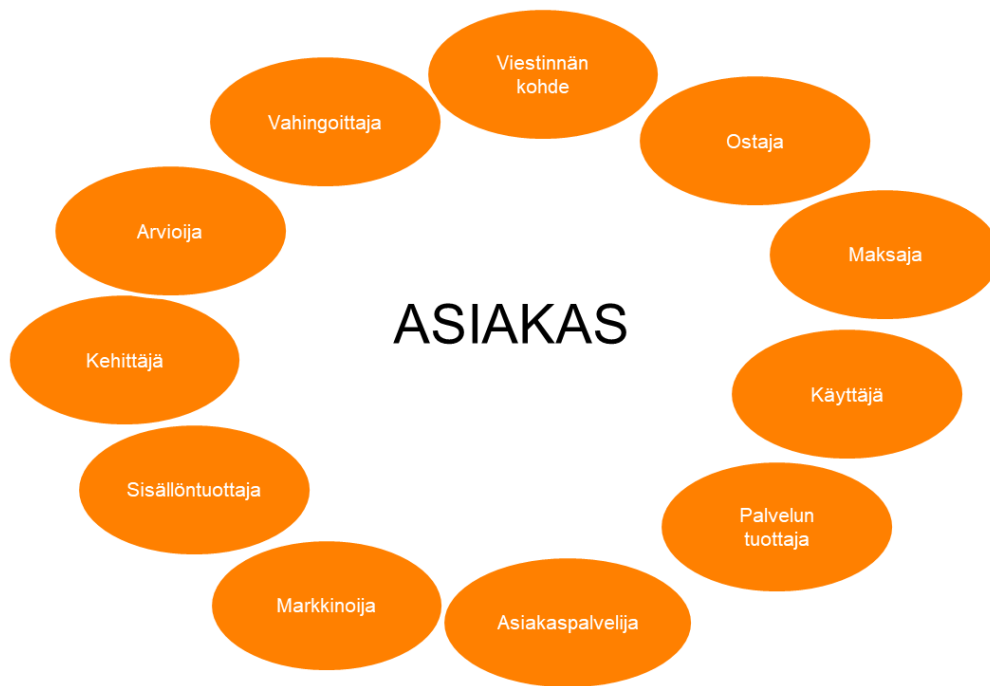 Viestinnän
kohde
Ostaja
Maksaja
Käyttäjä
Palvelun
tuottaja
Asiakaspalvelija
Markkinoija
Sisällöntuottaja
Kehittäjä
Arvioija
Vahingoittaja
ASIAKAS